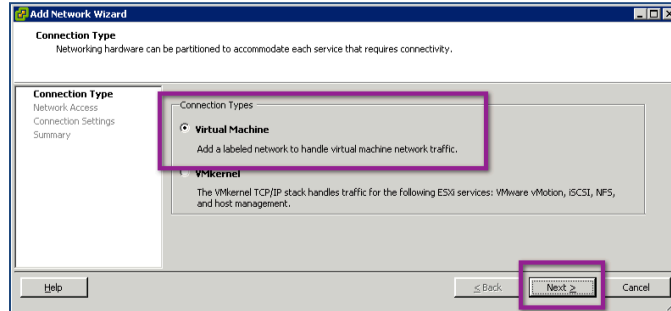 Add Network Wizard
Connection Type
Networking hardware can be partitioned to accommodate each service that requires connectivity.
Connection Type
Network Access
Connection Settings
Summary
Connection Types
Virtual Machine
Add a labeled network to handle virtual machine network traffic.
VMkernel
The VMkernel TCP/IP stack handles traffic for the following ESXi services: VMware vMotion, iSCSI, NFS,
and host management.
Help
≤ Back
Next ≥
Cancel